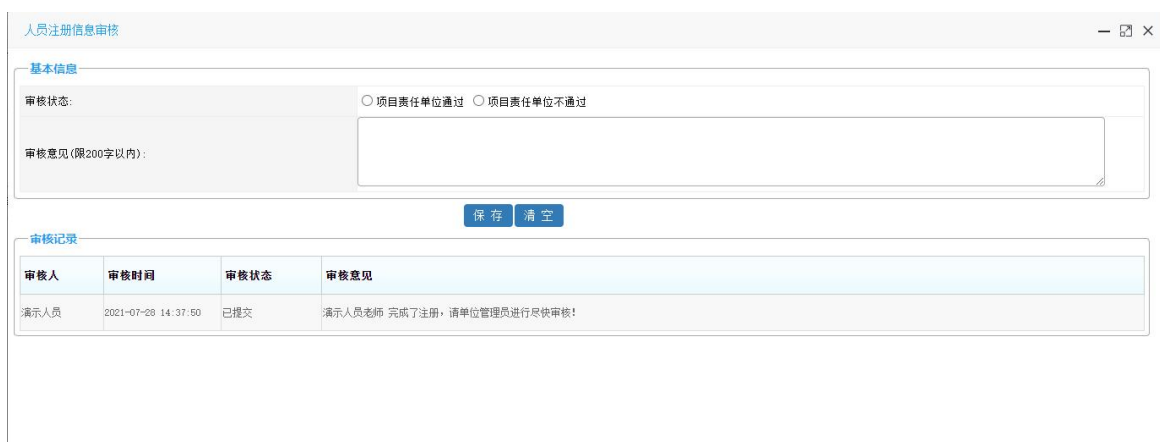 人员注册信息审核
基本信息
审核状态: 项目责任单位通过 项目责任单位不通过
审核意见(限200字以内):
保 存 清 空
审核记录
审核人 审核时间 审核状态 审核意见
演示人员 2021-07-28 14:37:50 已提交 演示人员老师 完成了注册，请单位管理员进行尽快审核!